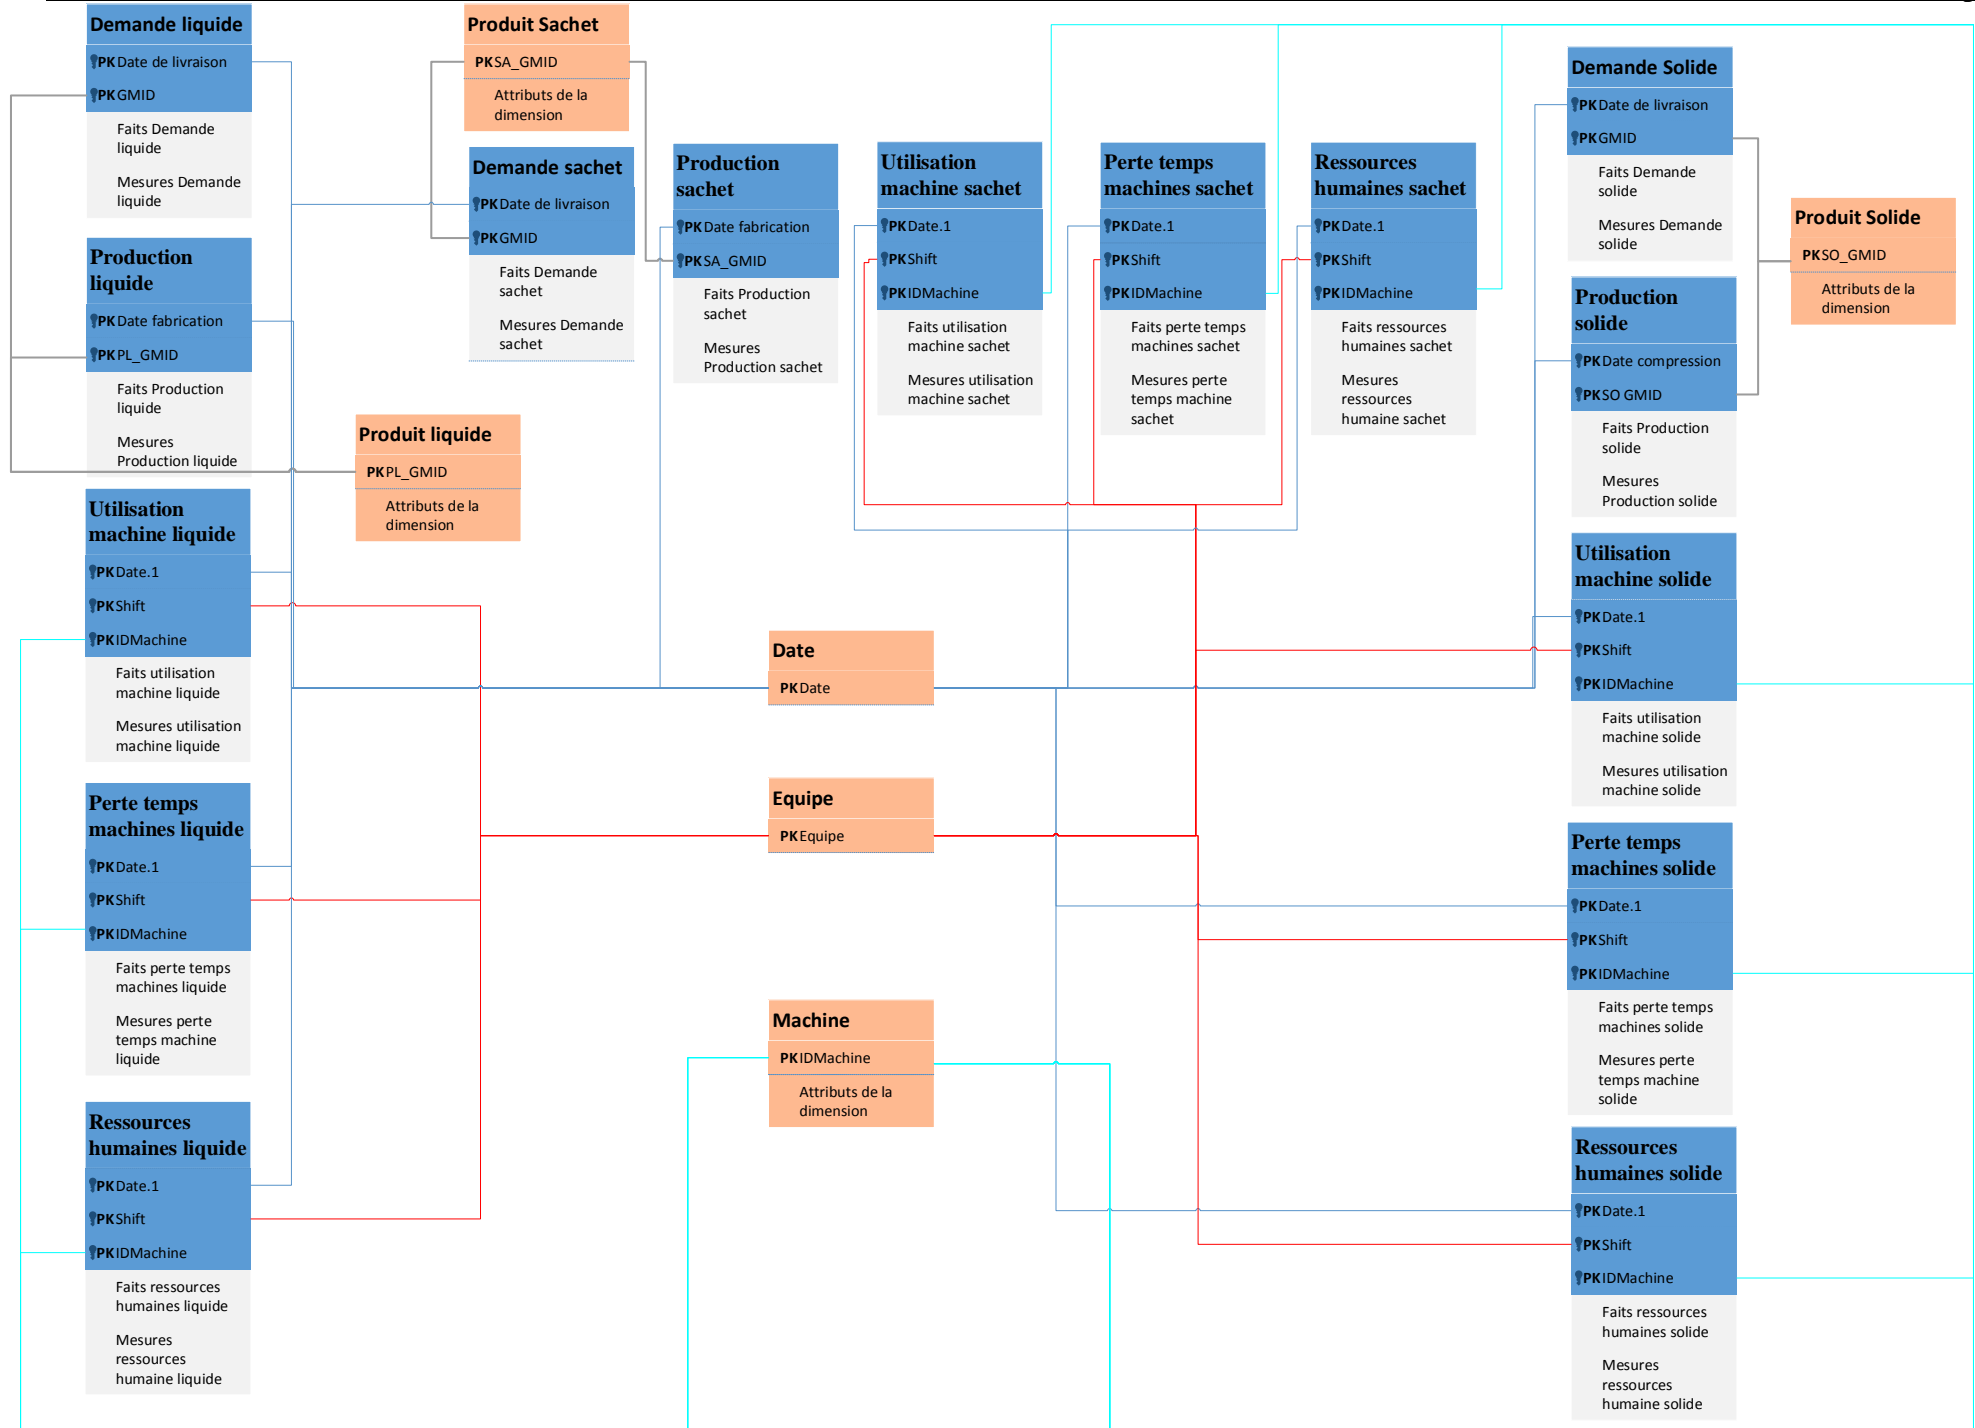 Demande liquide
PK Date de livraison
PK GMID
Faits Demande
liquide
Mesures Demande
liquide
Production
liquide
PK Date fabrication
PK PL_GMID
Faits Production
liquide
Mesures
Production liquide
Utilisation
machine liquide
PK Date.1
PK Shift
PK IDMachine
Faits utilisation
machine liquide
Mesures utilisation
machine liquide
Perte temps
machines liquide
PK Date.1
PK Shift
PK IDMachine
Faits perte temps
machines liquide
Mesures perte
temps machine
liquide
Ressources
humaines liquide
PK Date.1
PK Shift
PK IDMachine
Faits ressources
humaines liquide
Mesures
ressources
humaine liquide
Produit Sachet
PK SA_GMID
Attributs de la
dimension
Demande sachet
PK Date de livraison
PK GMID
Faits Demande
sachet
Mesures Demande
sachet
Produit liquide
PK PL_GMID
Attributs de la
dimension
Production
sachet
PK Date fabrication
PK SA_GMID
Faits Production
sachet
Mesures
Production sachet
Utilisation
machine sachet
PK Date.1
PK Shift
PK IDMachine
Faits utilisation
machine sachet
Mesures utilisation
machine sachet
Perte temps
machines sachet
PK Date.1
PK Shift
PK IDMachine
Faits perte temps
machines sachet
Mesures perte
temps machine
sachet
Ressources
humaines sachet
PK Date.1
PK Shift
PK IDMachine
Faits ressources
humaines sachet
Mesures
ressources
humaine sachet
Date
PK Date
Equipe
PK Equipe
Machine
PK IDMachine
Attributs de la
dimension
Demande Solide
PK Date de livraison
PK GMID
Faits Demande
solide
Mesures Demande
solide
Produit Solide
PK SO_GMID
Attributs de la
dimension
Production
solide
PK Date compression
PK SO GMID
Faits Production
solide
Mesures
Production solide
Utilisation
machine solide
PK Date.1
PK Shift
PK IDMachine
Faits utilisation
machine solide
Mesures utilisation
machine solide
Perte temps
machines solide
PK Date.1
PK Shift
PK IDMachine
Faits perte temps
machines solide
Mesures perte
temps machine
solide
Ressources
humaines solide
PK Date.1
PK Shift
PK IDMachine
Faits ressources
humaines solide
Mesures
ressources
humaine solide